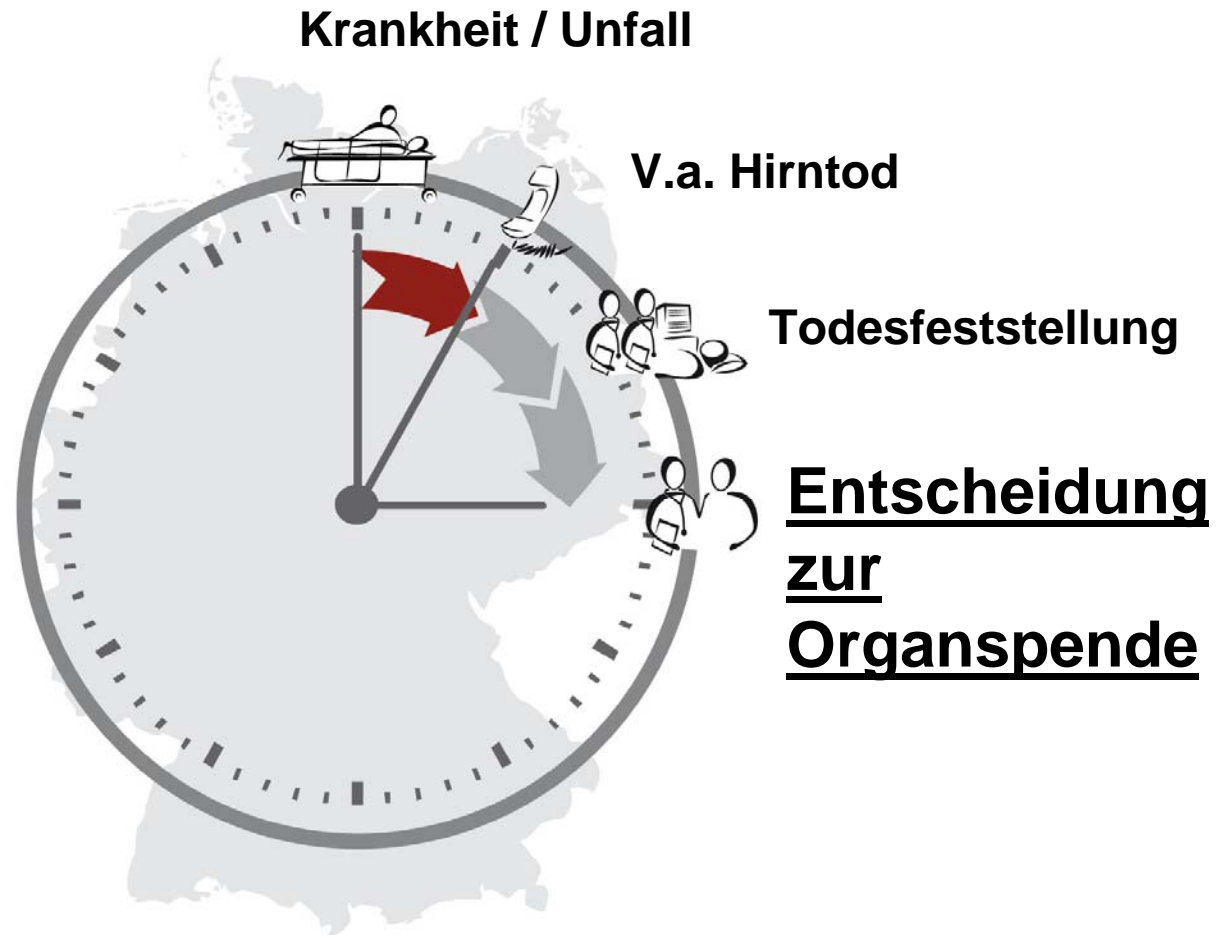 Krankheit / Unfall
V.a. Hirntod
Todesfeststellung
Entscheidung
zur
Organspende